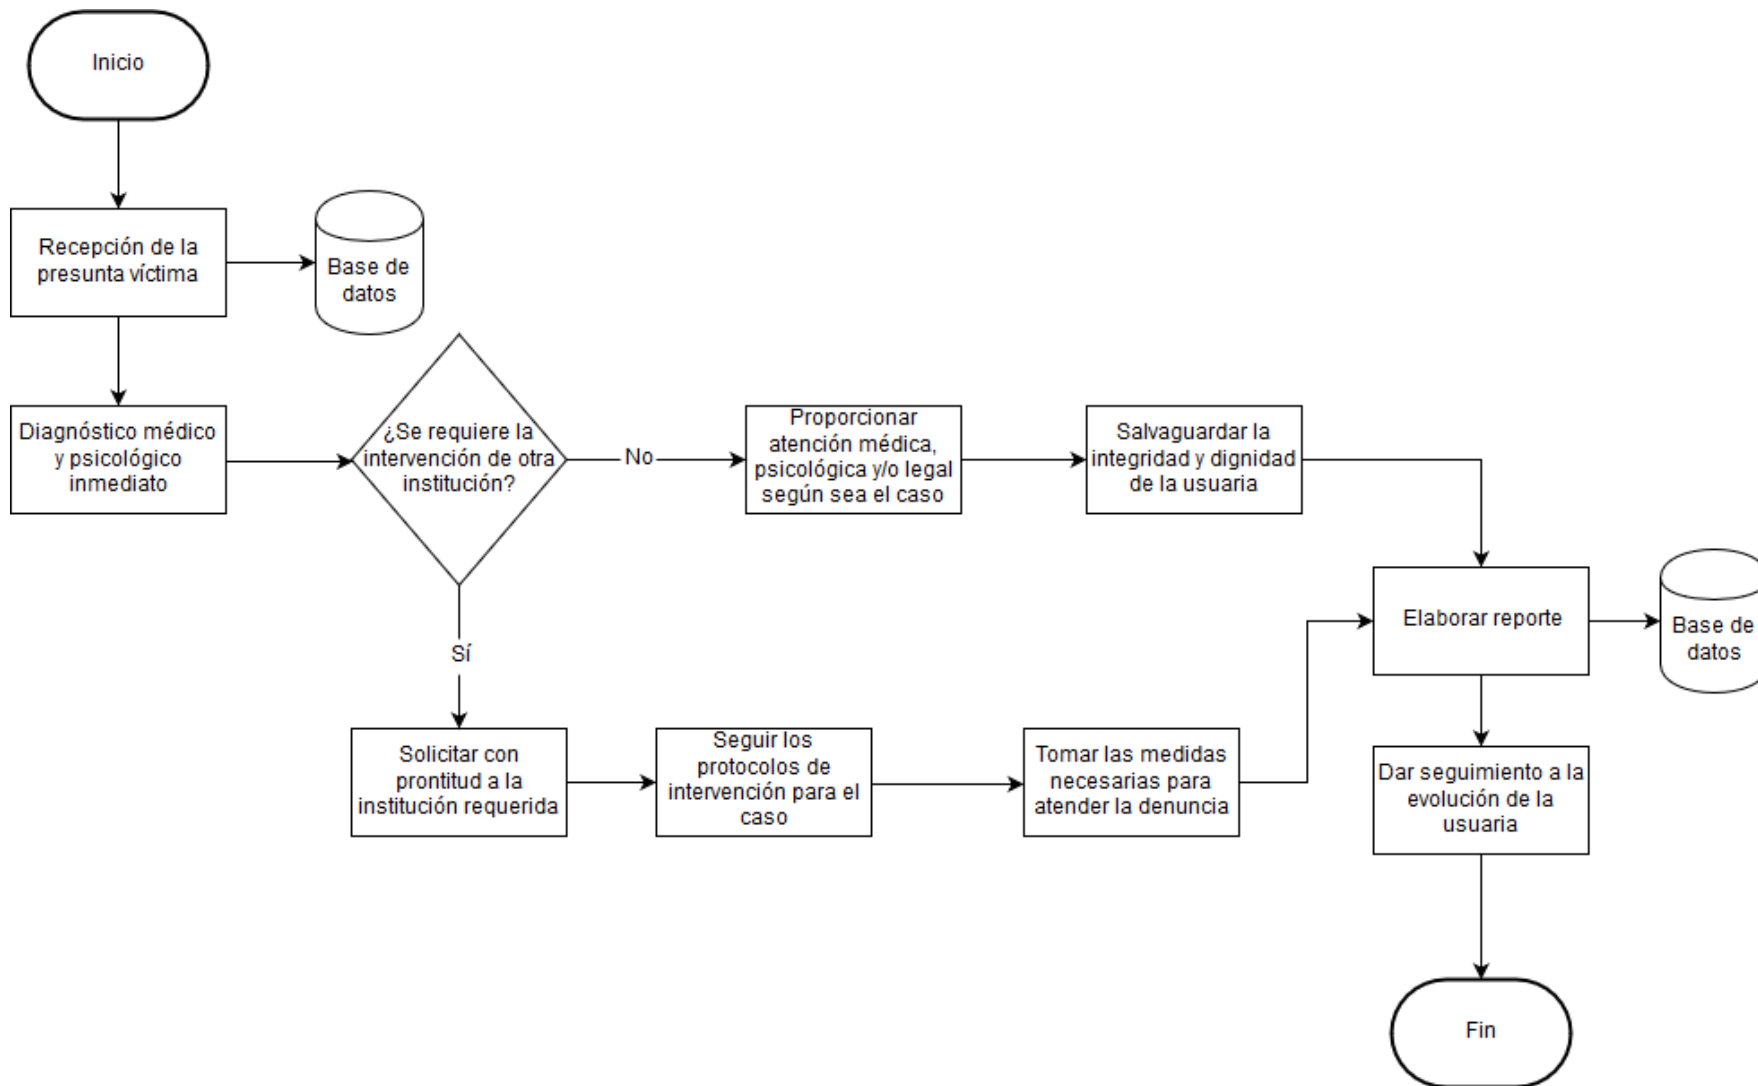 Inicio
Recepción de la
presunta víctima
Base de
datos
Diagnóstico médico
y psicológico
inmediato
¿Se requiere la
intervención de otra
institución?
No
Proporcionar
atención médica,
psicológica y/o legal
según sea el caso
Salvaguardar la
integridad y dignidad
de la usuaria
Sí
Solicitar con
prontitud a la
institución requerida
Seguir los
protocolos de
intervención para el
caso
Tomar las medidas
necesarias para
atender la denuncia
Elaborar reporte
Base de
datos
Dar seguimiento a la
evolución de la
usuaria
Fin